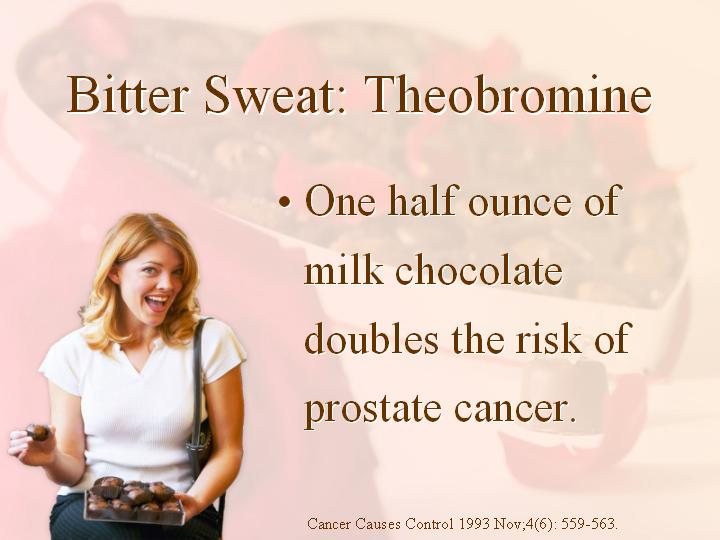 Bitter Sweat: Theobromine
• One half ounce of
milk chocolate
doubles the risk of
prostate cancer.
Cancer Causes Control 1993 Nov;4(6): 559-563.